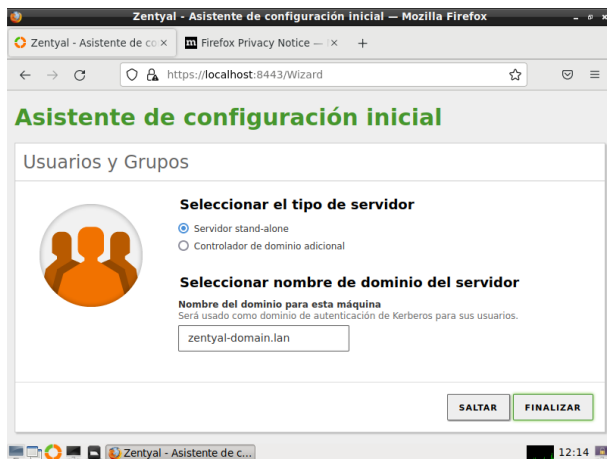 Zentyal - Asistente de configuración inicial — Mozilla Firefox
Zentyal - Asistente de co
Firefox Privacy Notice —
https://localhost:8443/Wizard
Asistente de configuración inicial
Usuarios y Grupos
Seleccionar el tipo de servidor
Servidor stand-alone
Controlador de dominio adicional
Seleccionar nombre de dominio del servidor
Nombre del dominio para esta máquina
Será usado como dominio de autenticación de Kerberos para sus usuarios.
zentyal-domain.lan
SALTAR FINALIZAR
Zentyal - Asistente de c... 12:14